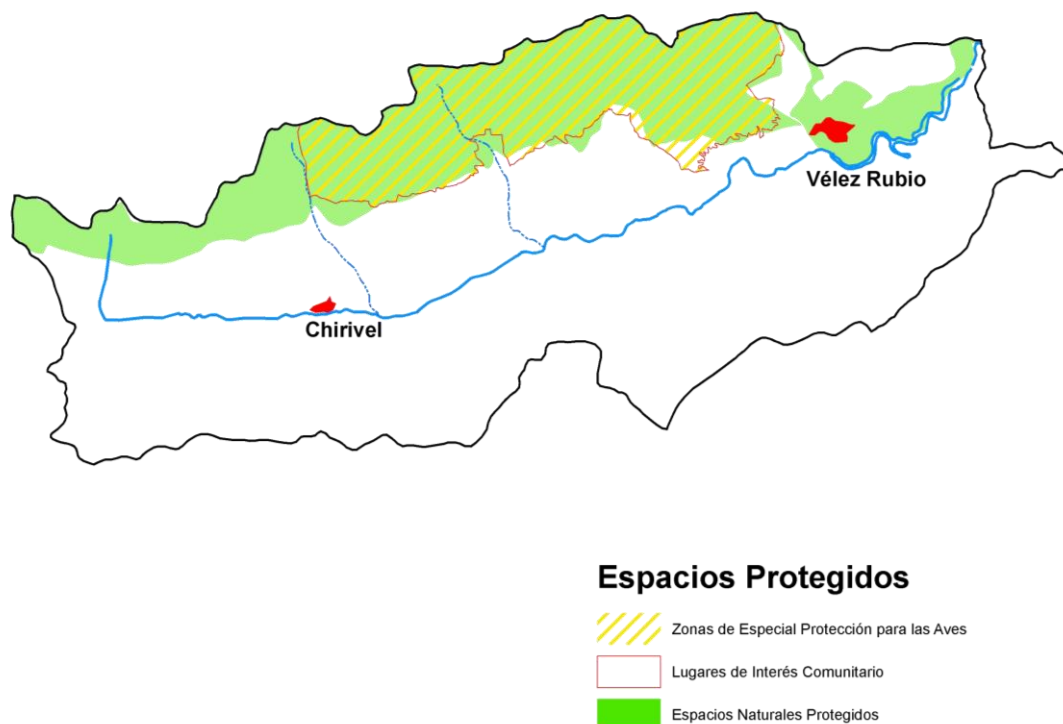 Vélez Rubio
Chirivel
Espacios Protegidos
Zonas de Especial Protección para las Aves
Lugares de Interés Comunitario
Espacios Naturales Protegidos